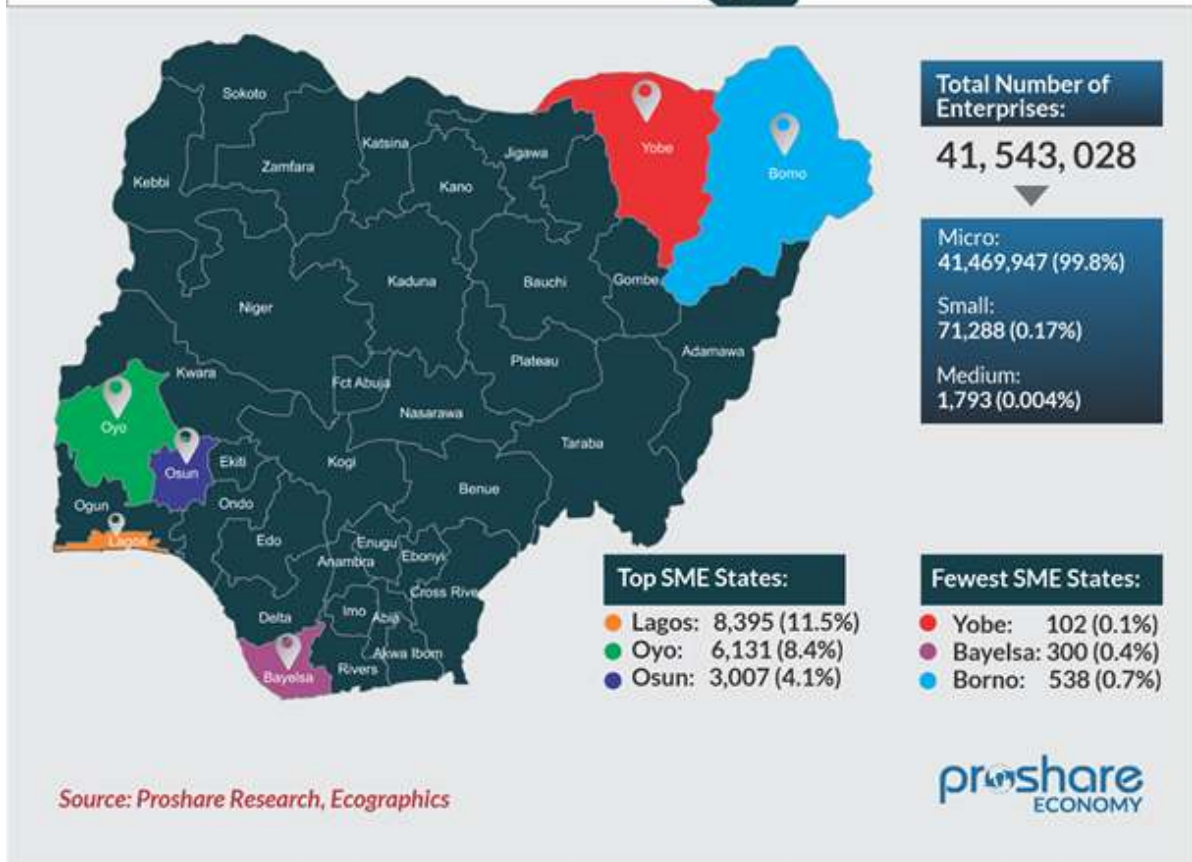 Sokoto
Katsina
Jigawa
Yobe
Borno
Zamfara
Kebbi
Kano
Kaduna
Bauchi
Gombe
Niger
Adamawa
Plateau
Kwara
Fct Abuja
Nasarawa
Taraba
Oyo
Osun
Ekiti
Kogi
Benue
Ogun
Ondo
Lagos
Edo
Enugu
Anambra
Ebonyi
Cross Rive
Delta
Imo
Abia
Akwa Ibom
Rivers
Bayelsa
Total Number of
Enterprises:
41, 543, 028
Micro:
41,469,947 (99.8%)
Small:
71,288 (0.17%)
Medium:
1,793 (0.004%)
Top SME States:
Lagos: 8,395 (11.5%)
Oyo: 6,131 (8.4%)
Osun: 3,007 (4.1%)
Fewest SME States:
Yobe: 102 (0.1%)
Bayelsa: 300 (0.4%)
Borno: 538 (0.7%)
Source: Proshare Research, Ecographics
proshare
ECONOMY